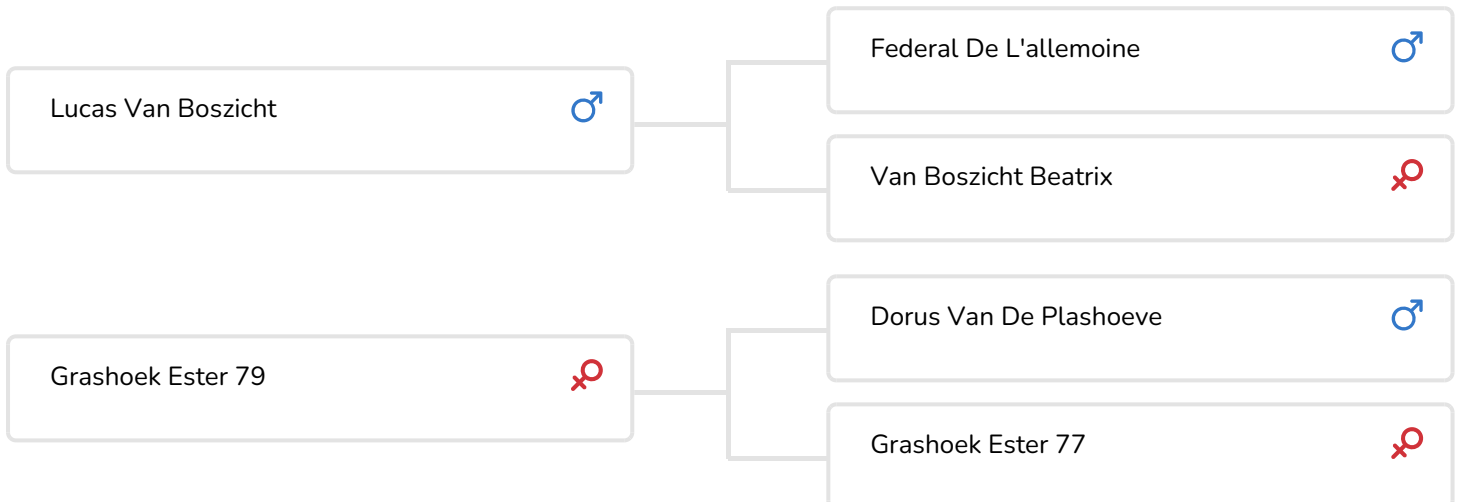 Federal De L'allemoine
Lucas Van Boszicht
Van Boszicht Beatrix
Dorus Van De Plashoeve
Grashoek Ester 79
Grashoek Ester 77